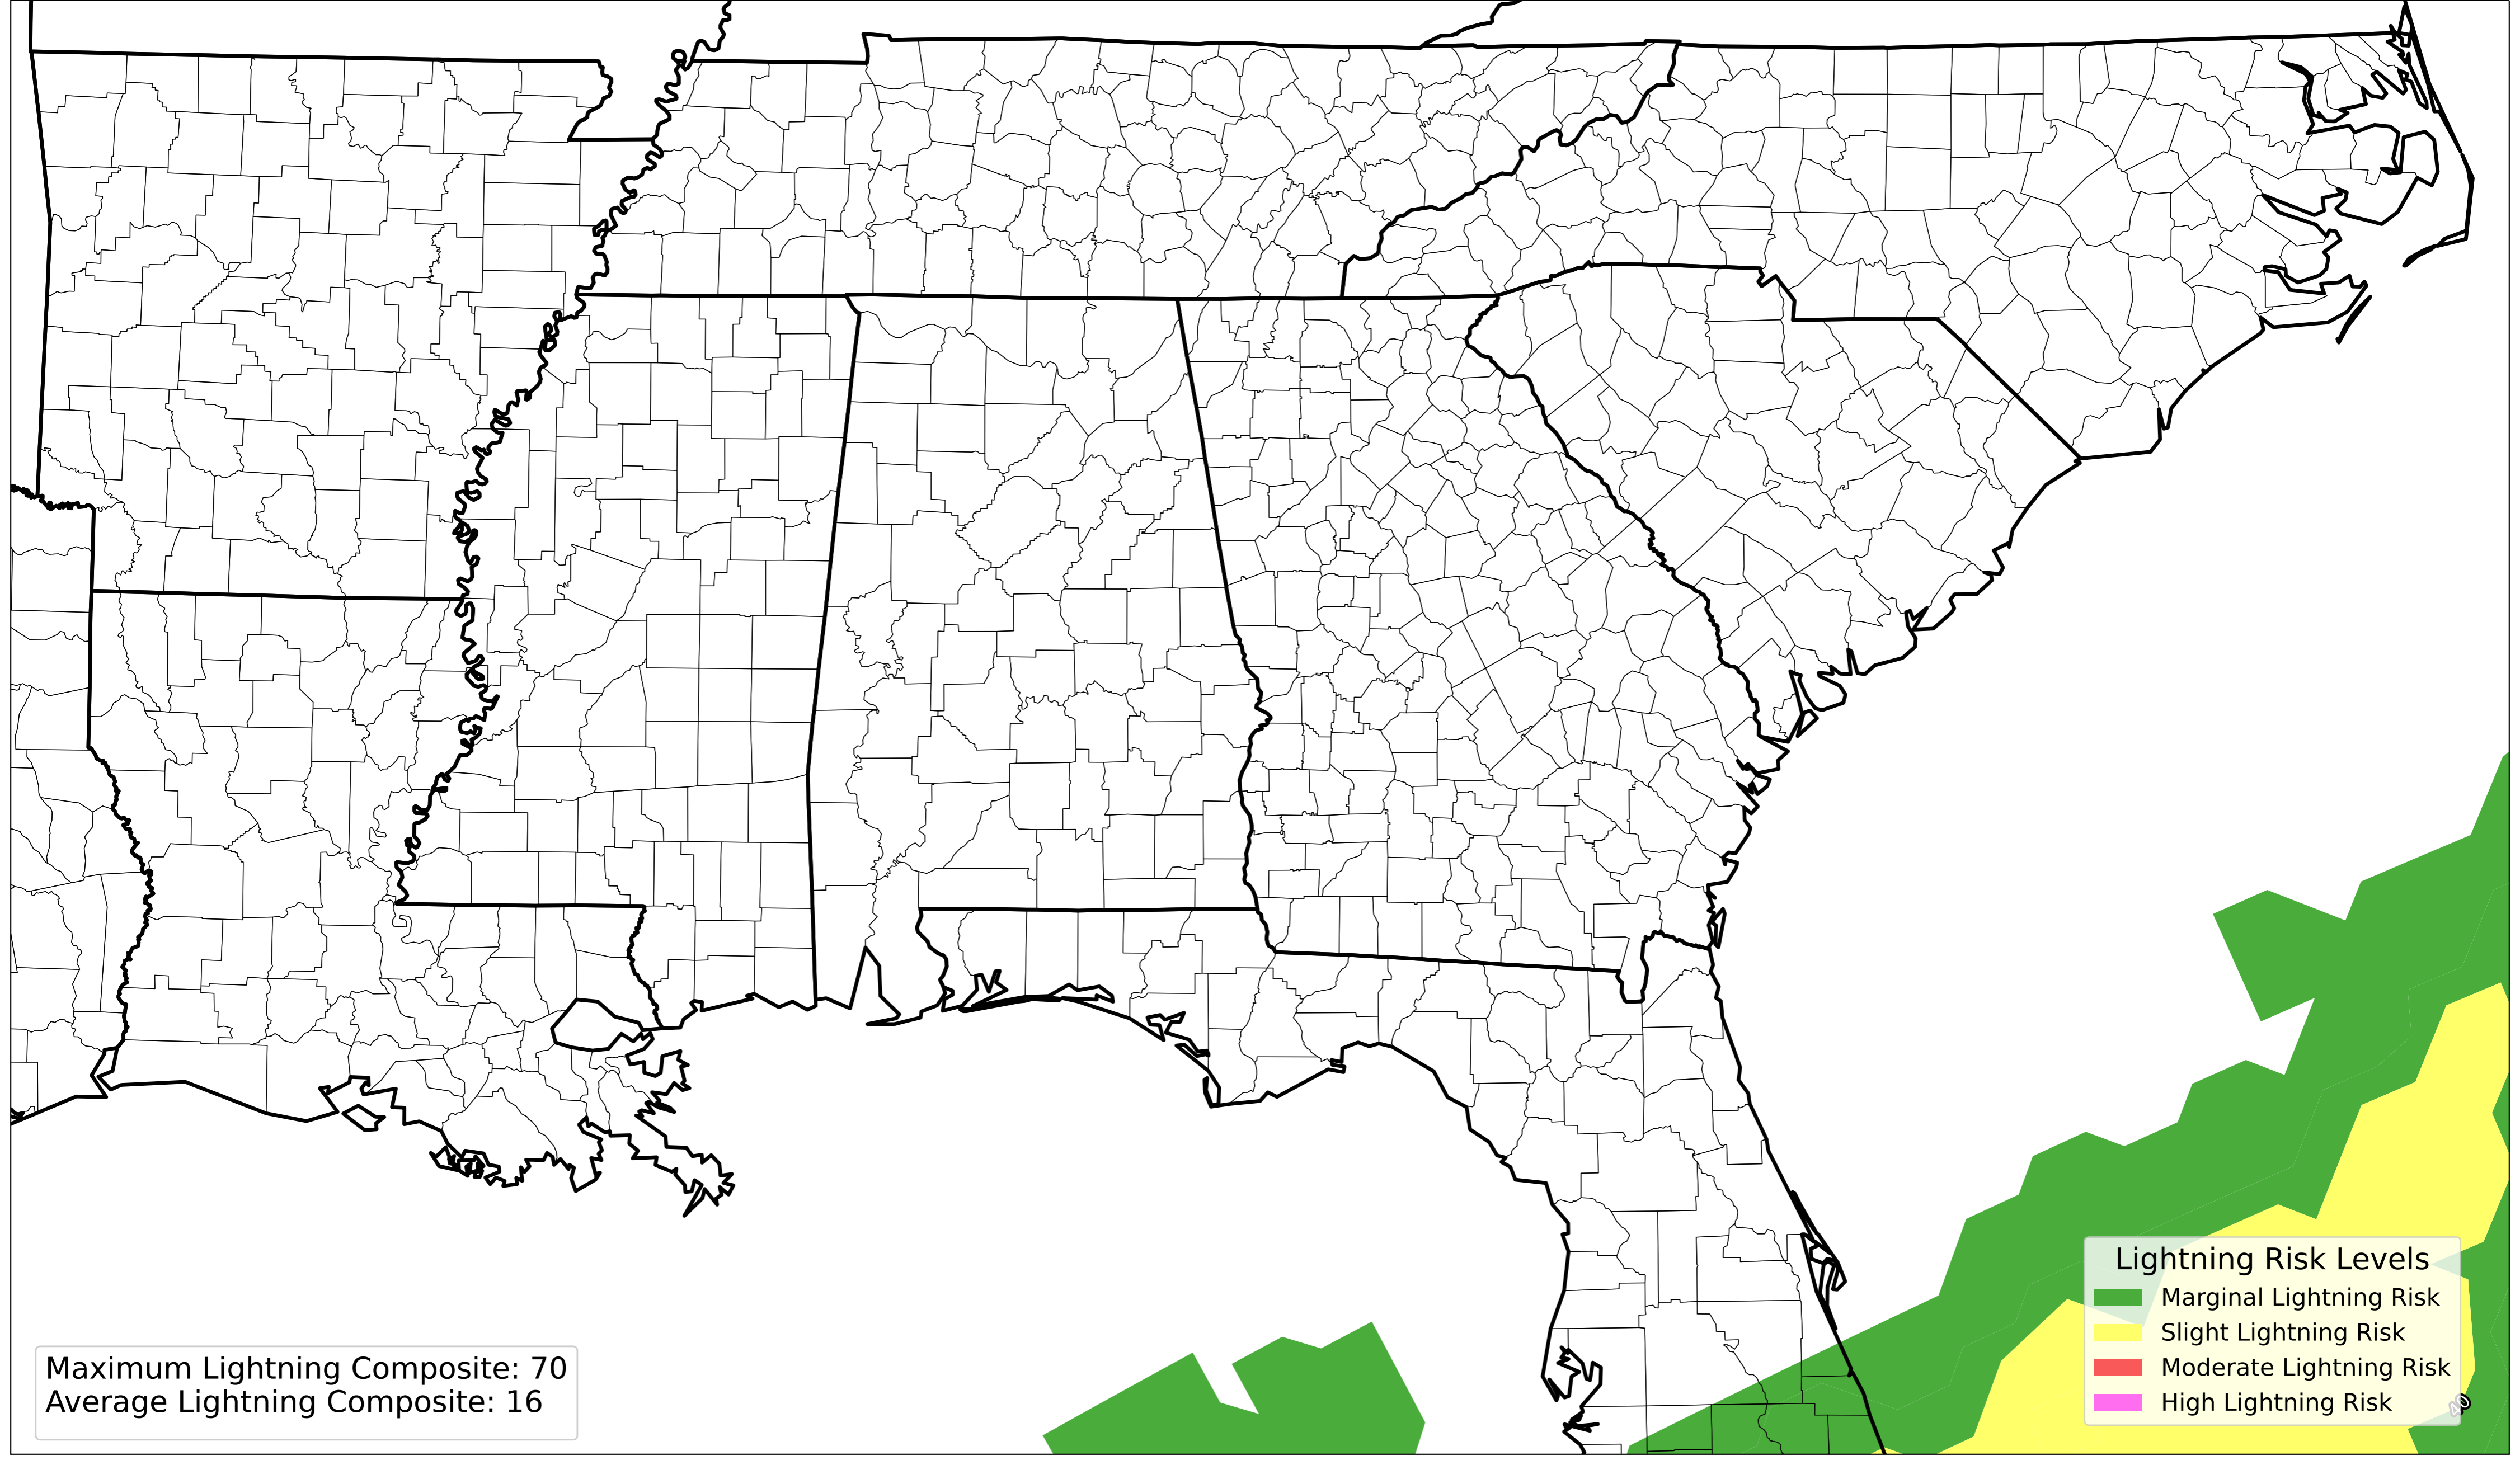 Lightning Risk Levels
Marginal Lightning Risk
Slight Lightning Risk
Moderate Lightning Risk
High Lightning Risk
40
Maximum Lightning Composite: 70
Average Lightning Composite: 16